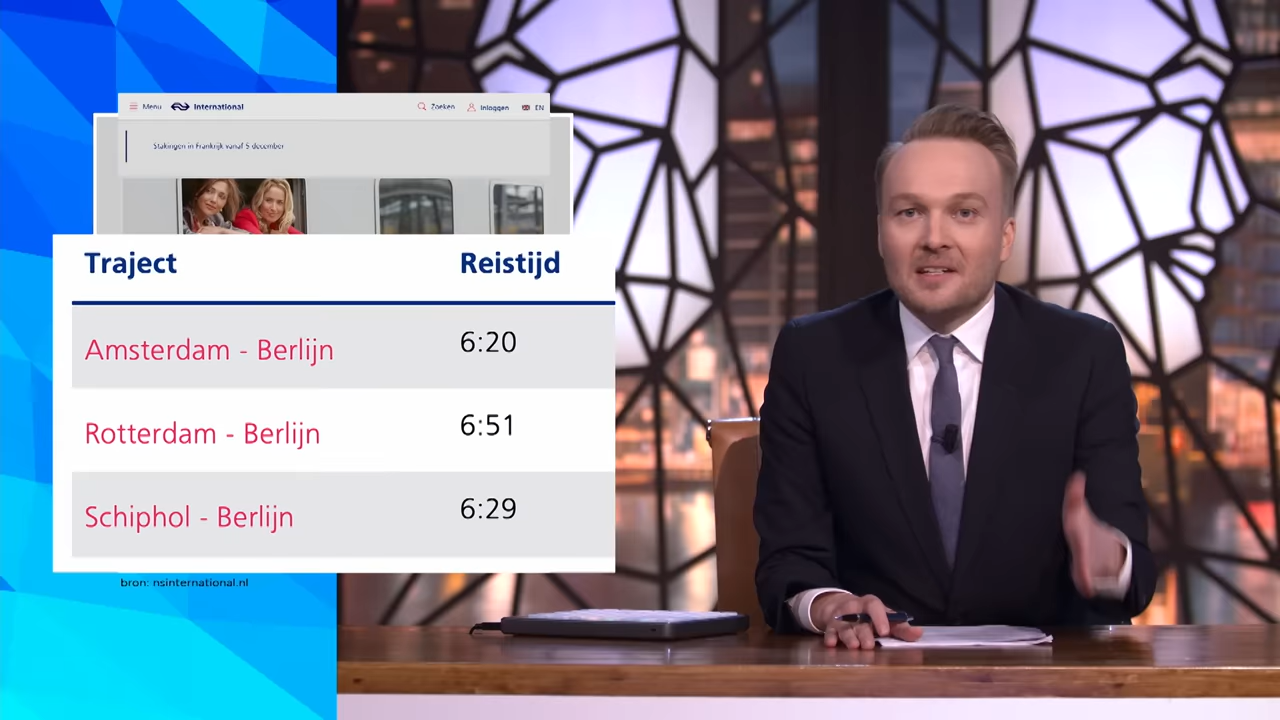 Menu International Zoeken Inloggen EN
Stakingen in Frankrijk vanaf 5 december
Traject Reistijd
Amsterdam - Berlijn 6:20
Rotterdam - Berlijn 6:51
Schiphol - Berlijn 6:29
bron: nsinternational.nl